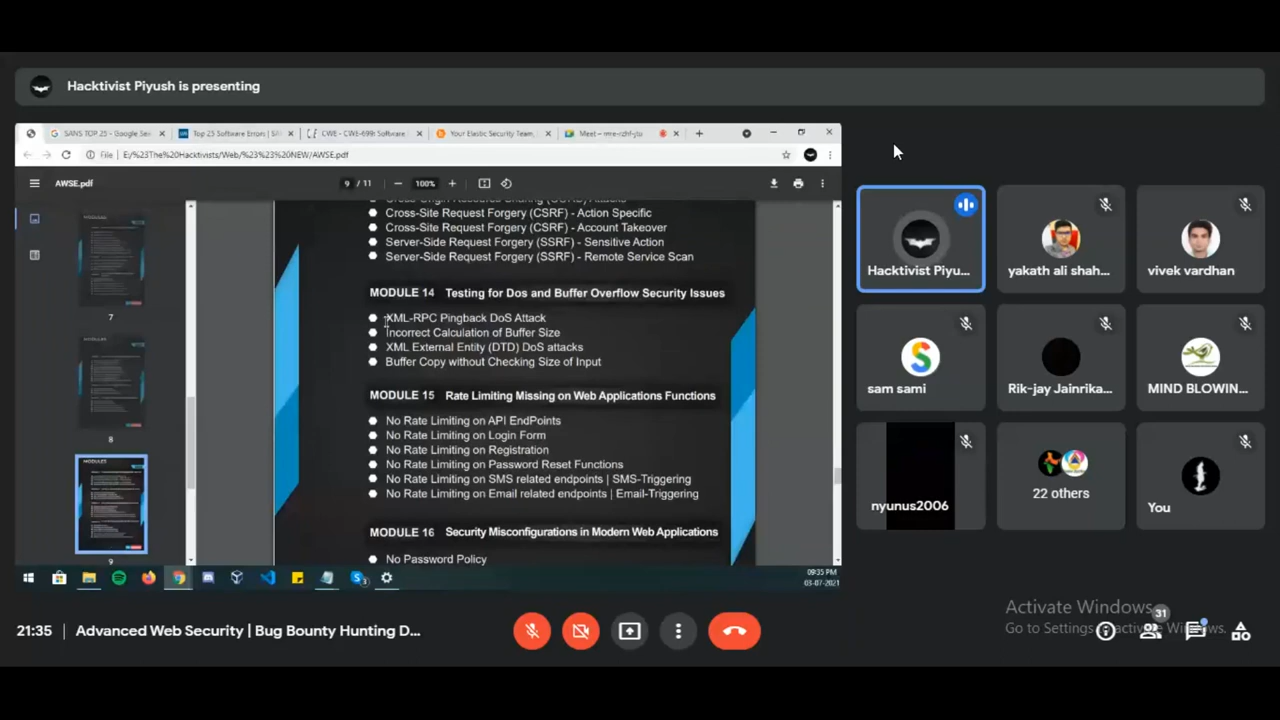 Hacktivist Piyush is presenting
SANS TOP 25 - Google Se
Top 25 Software Errors | SA
CWE - CWE-699: Software
Your Elastic Security Team,
Meet – mre-rzhf-jtu
File | E:/%23The%20Hacktivists/Web/%23%23%20NEW/AWSE.pdf
AWSE.pdf
9 / 11
100%
Cross-Site Request Forgery (CSRF) - Action Specific
Cross-Site Request Forgery (CSRF) - Account Takeover
Server-Side Request Forgery (SSRF) - Sensitive Action
Server-Side Request Forgery (SSRF) - Remote Service Scan
MODULE 14 Testing for Dos and Buffer Overflow Security Issues
XML-RPC Pingback DoS Attack
Incorrect Calculation of Buffer Size
XML External Entity (DTD) DoS attacks
Buffer Copy without Checking Size of Input
MODULE 15 Rate Limiting Missing on Web Applications Functions
No Rate Limiting on API EndPoints
No Rate Limiting on Login Form
No Rate Limiting on Registration
No Rate Limiting on Password Reset Functions
No Rate Limiting on SMS related endpoints | SMS-Triggering
No Rate Limiting on Email related endpoints | Email-Triggering
MODULE 16 Security Misconfigurations in Modern Web Applications
No Password Policy
7
8
MODULES
9
09:35 PM
03-07-2021
Hacktivist Piyu...
yakath ali shah...
vivek vardhan
sam sami
Rik-jay Jainrika...
MIND BLOWIN...
nyunus2006
22 others
You
21:35 | Advanced Web Security | Bug Bounty Hunting D...
Activate Windows
Go to Settings to activate Windows.
31